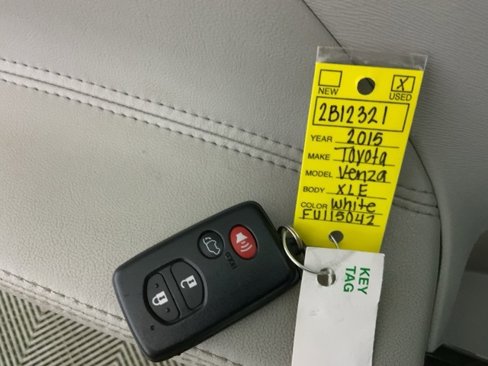 NEW
X
USED
2B12321
YEAR 2015
MAKE Toyota
MODEL Venza
BODY XLE
COLOR White
FU115042
KEY
TAG